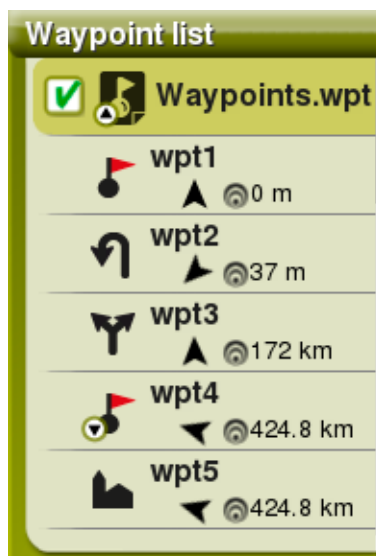 Waypoint list
Waypoints.wpt
wpt1
0 m
wpt2
37 m
wpt3
172 km
wpt4
424.8 km
wpt5
424.8 km